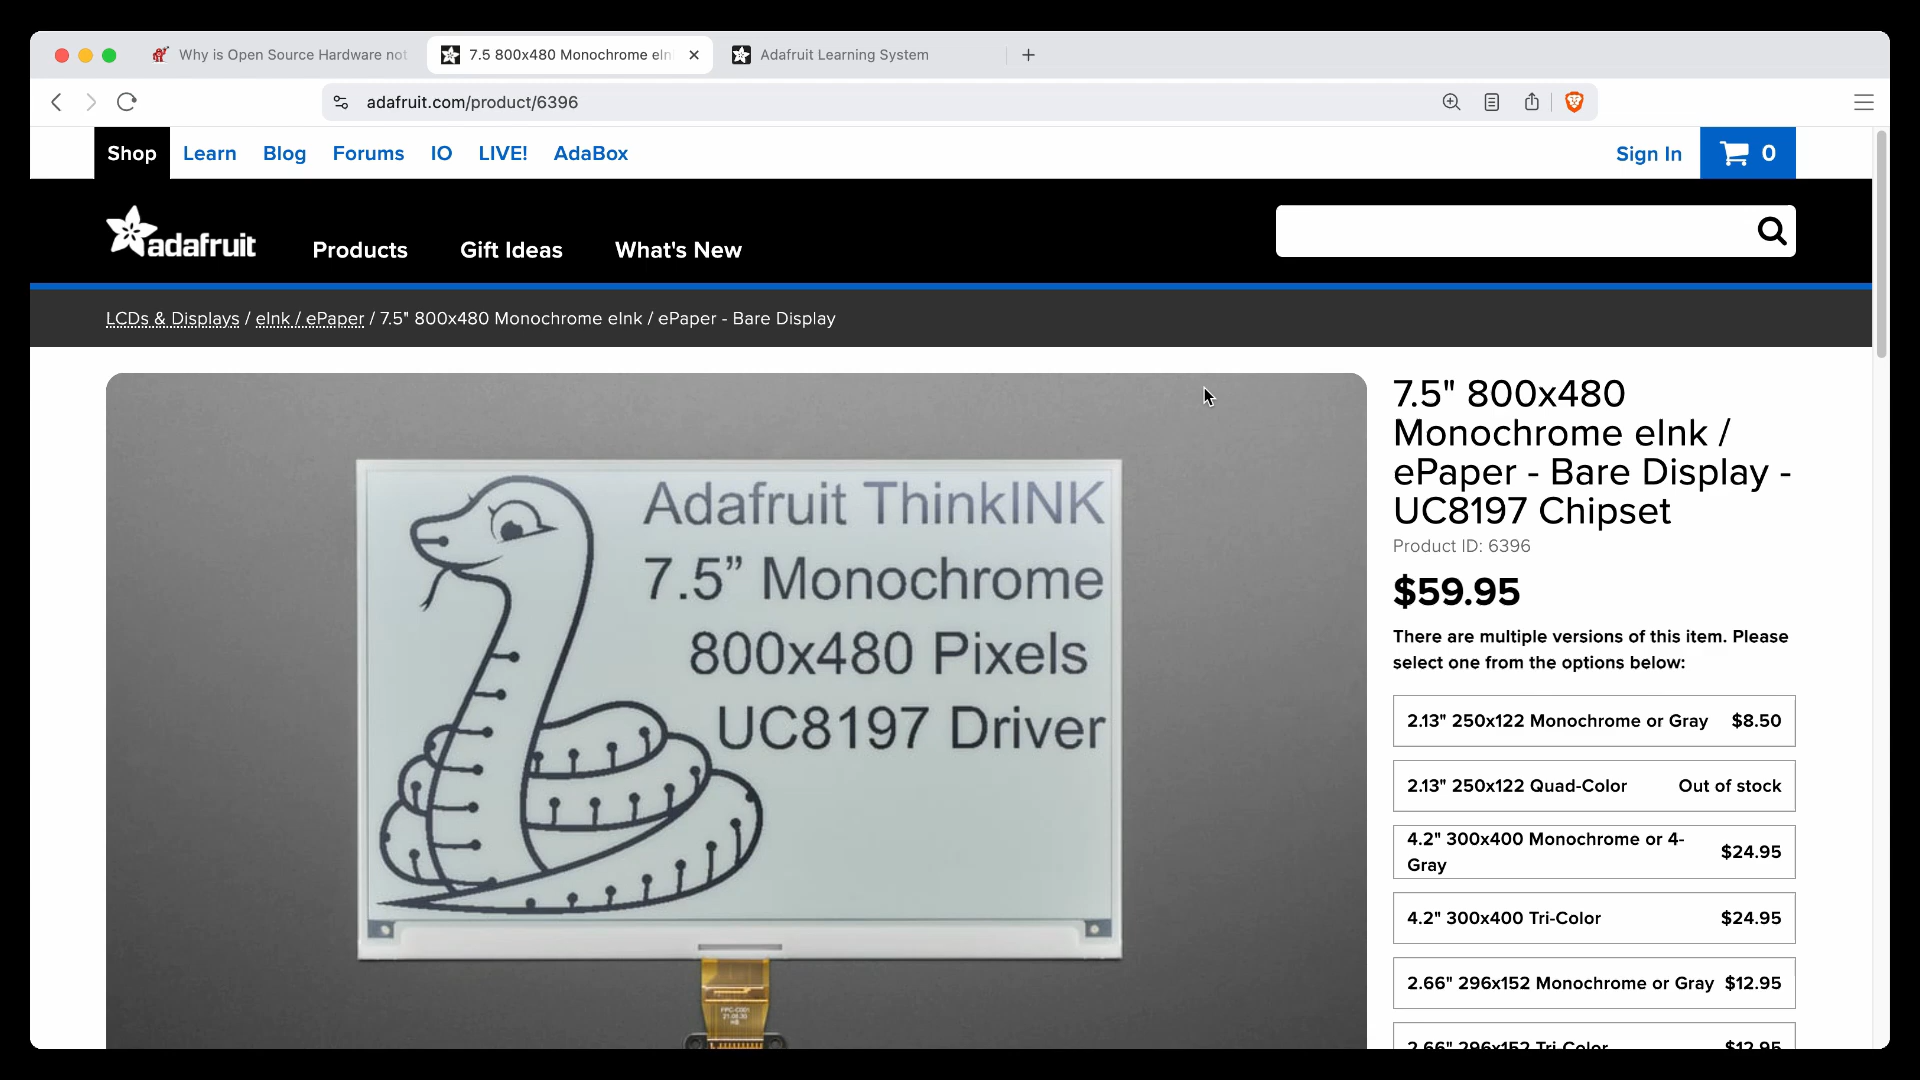 Why is Open Source Hardware not
7.5 800x480 Monochrome eIn
Adafruit Learning System
adafruit.com/product/6396
Shop
Learn
Blog
Forums
IO
LIVE!
AdaBox
Sign In
0
adafruit
Products
Gift Ideas
What's New
LCDs & Displays / eInk / ePaper / 7.5" 800x480 Monochrome eInk / ePaper - Bare Display
Adafruit ThinkINK
7.5” Monochrome
800x480 Pixels
UC8197 Driver
7.5" 800x480
Monochrome eInk /
ePaper - Bare Display -
UC8197 Chipset
Product ID: 6396
$59.95
There are multiple versions of this item. Please
select one from the options below:
2.13" 250x122 Monochrome or Gray $8.50
2.13" 250x122 Quad-Color Out of stock
4.2" 300x400 Monochrome or 4-
Gray $24.95
4.2" 300x400 Tri-Color $24.95
2.66" 296x152 Monochrome or Gray $12.95
2.66" 296x152 Tri-Color $12.95